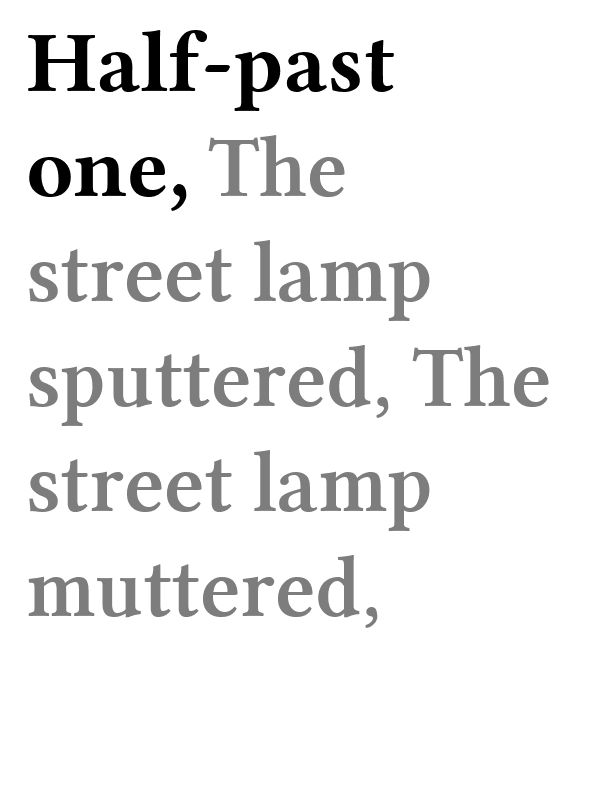 Half-past
one, The
street lamp
sputtered, The
street lamp
muttered,